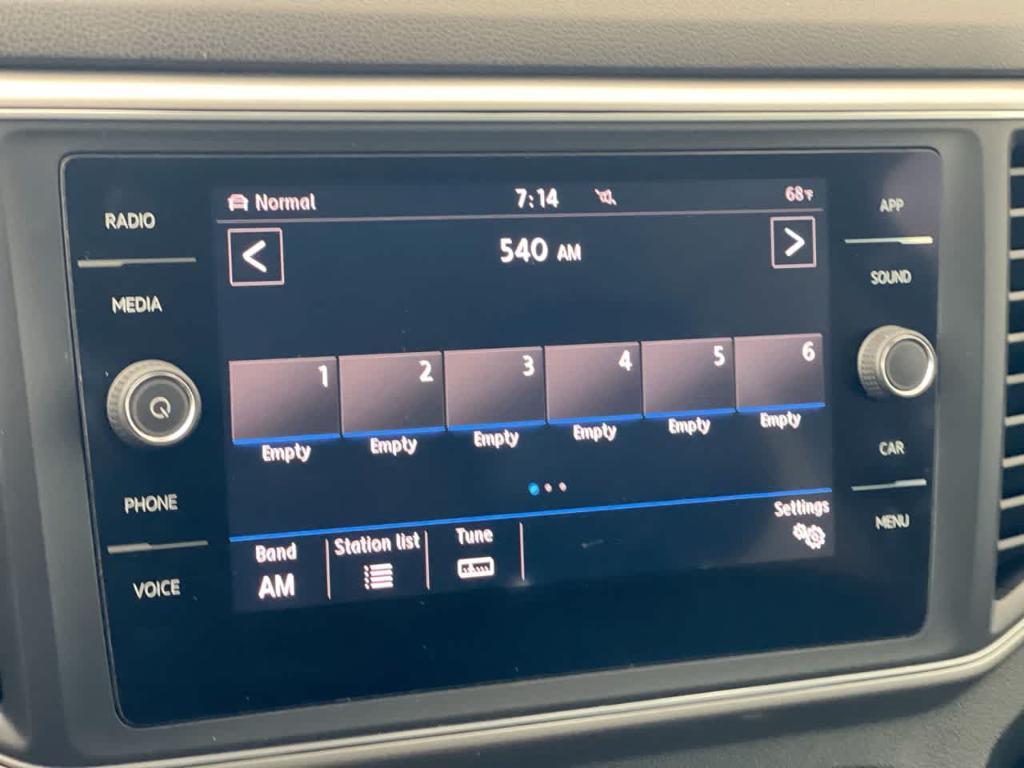 Normal 7:14 68°F
540 AM
1 2 3 4 5 6
Empty Empty Empty Empty Empty Empty
Settings
Band Station list Tune
AM
RADIO
MEDIA
PHONE
VOICE
APP
SOUND
CAR
MENU